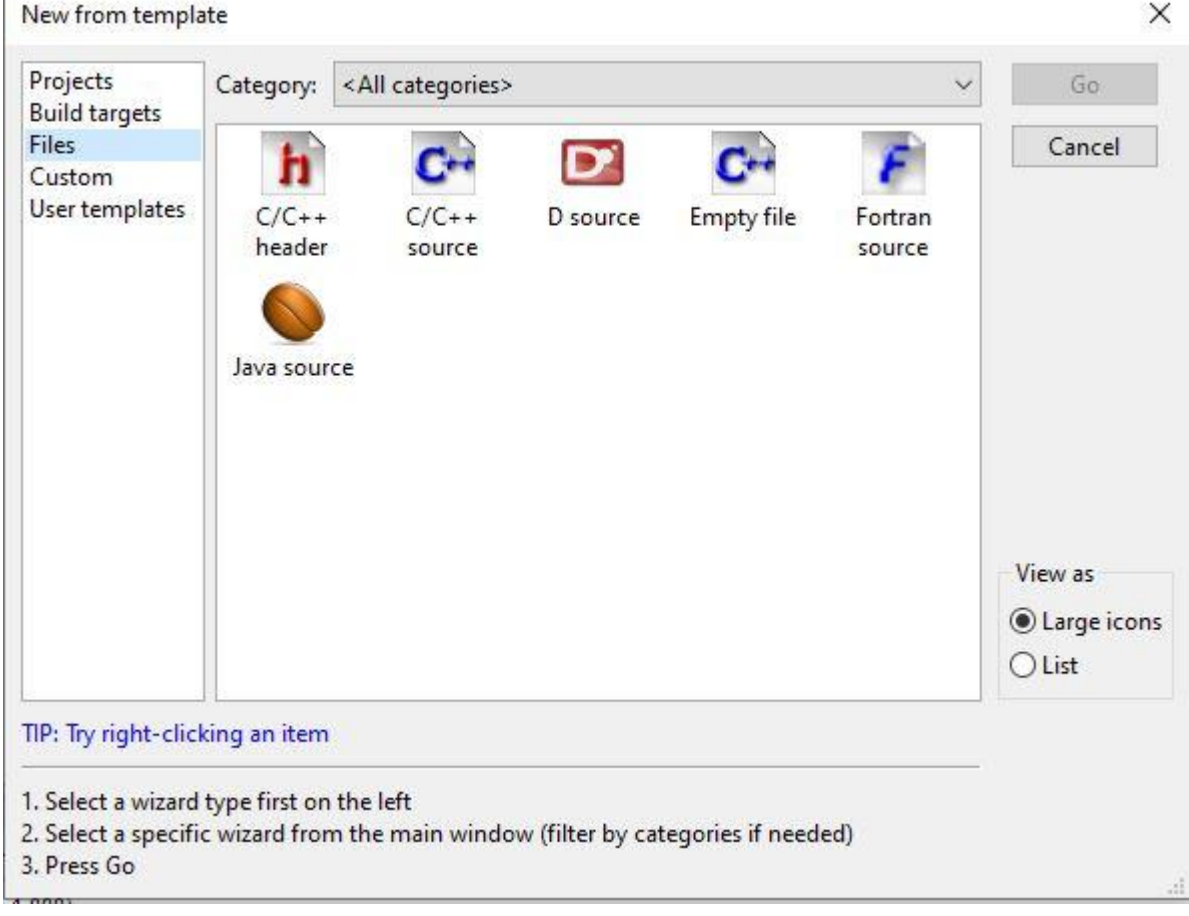 New from template
Projects
Build targets
Files
Custom
User templates
Category:
<All categories>
Go
Cancel
h
C/C++
header
C++
C/C++
source
D
D source
C++
Empty file
F
Fortran
source
Java source
View as
Large icons
List
TIP: Try right-clicking an item
1. Select a wizard type first on the left
2. Select a specific wizard from the main window (filter by categories if needed)
3. Press Go